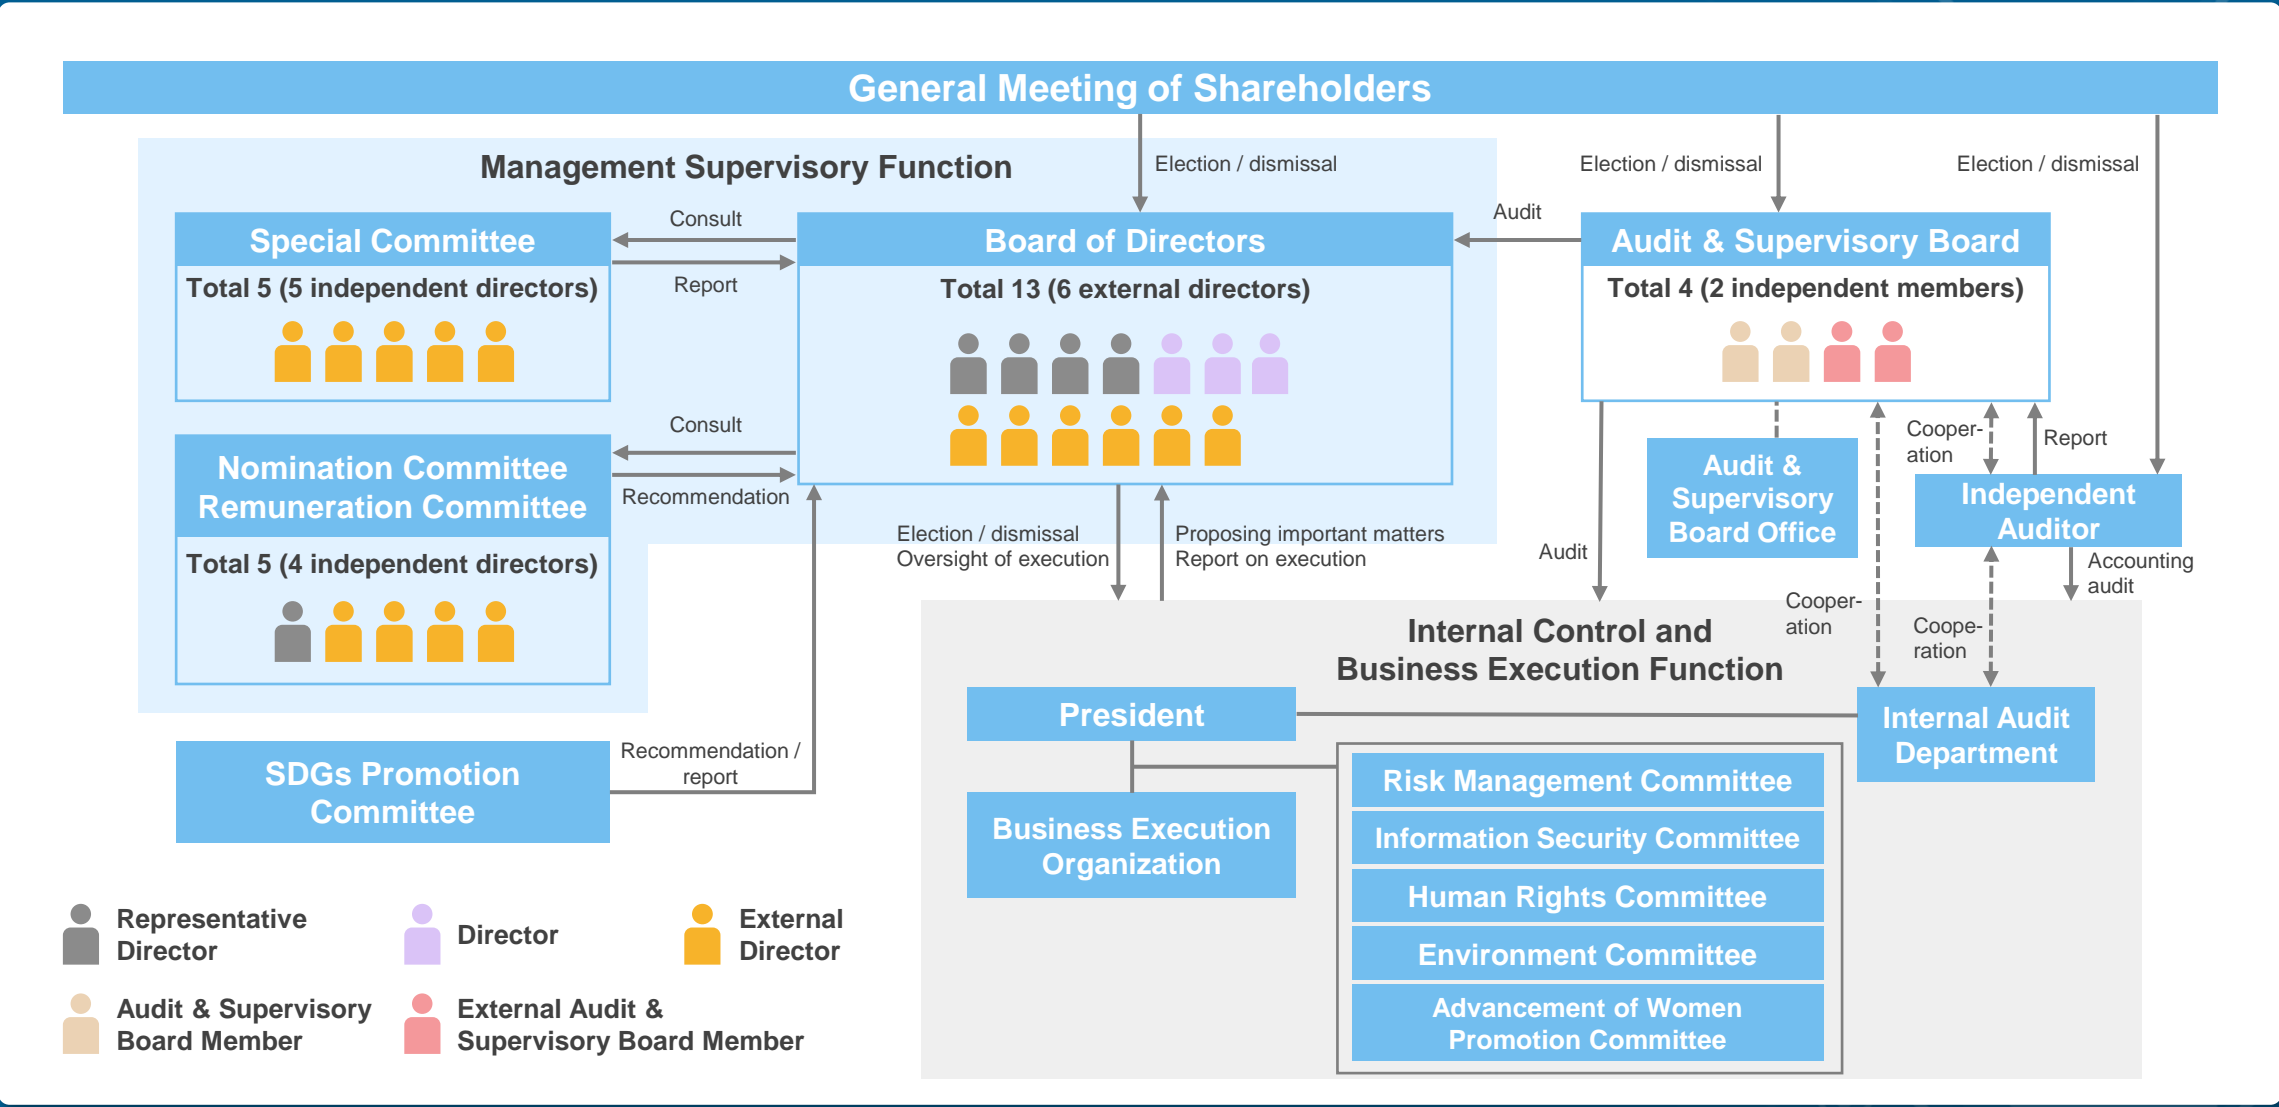 General Meeting of Shareholders
Management Supervisory Function
Election / dismissal
Election / dismissal
Election / dismissal
Special Committee
Total 5 (5 independent directors)
Consult
Report
Board of Directors
Total 13 (6 external directors)
Audit
Audit & Supervisory Board
Total 4 (2 independent members)
Nomination Committee
Remuneration Committee
Total 5 (4 independent directors)
Consult
Recommendation
Election / dismissal
Oversight of execution
Proposing important matters
Report on execution
Audit
Audit &
Supervisory
Board Office
Cooper-
ation
Report
Independent
Auditor
Accounting
audit
Cooper-
ation
Coope-
ration
SDGs Promotion
Committee
Recommendation /
report
Internal Control and
Business Execution Function
President
Internal Audit
Department
Business Execution
Organization
Risk Management Committee
Information Security Committee
Human Rights Committee
Environment Committee
Advancement of Women
Promotion Committee
Representative
Director
Director
External
Director
Audit & Supervisory
Board Member
External Audit &
Supervisory Board Member